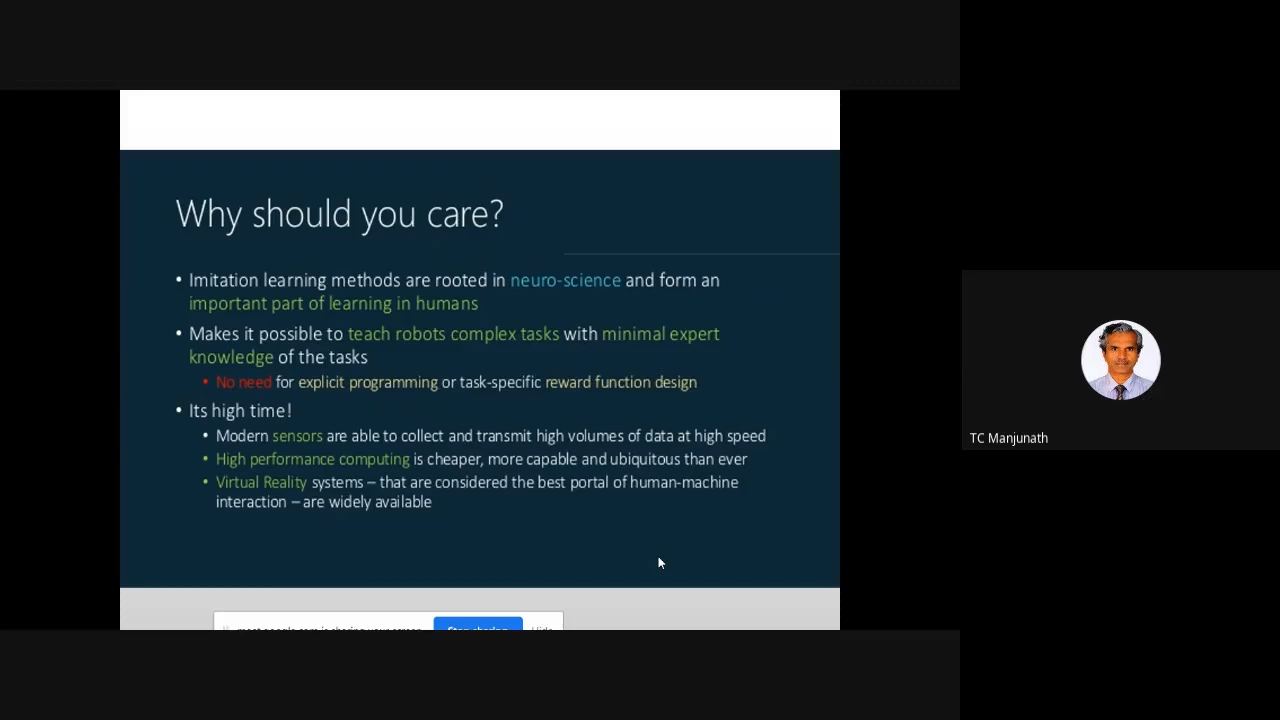 Why should you care?
• Imitation learning methods are rooted in neuro-science and form an
important part of learning in humans
• Makes it possible to teach robots complex tasks with minimal expert
knowledge of the tasks
• No need for explicit programming or task-specific reward function design
• Its high time!
• Modern sensors are able to collect and transmit high volumes of data at high speed
• High performance computing is cheaper, more capable and ubiquitous than ever
• Virtual Reality systems – that are considered the best portal of human-machine
interaction – are widely available
TC Manjunath